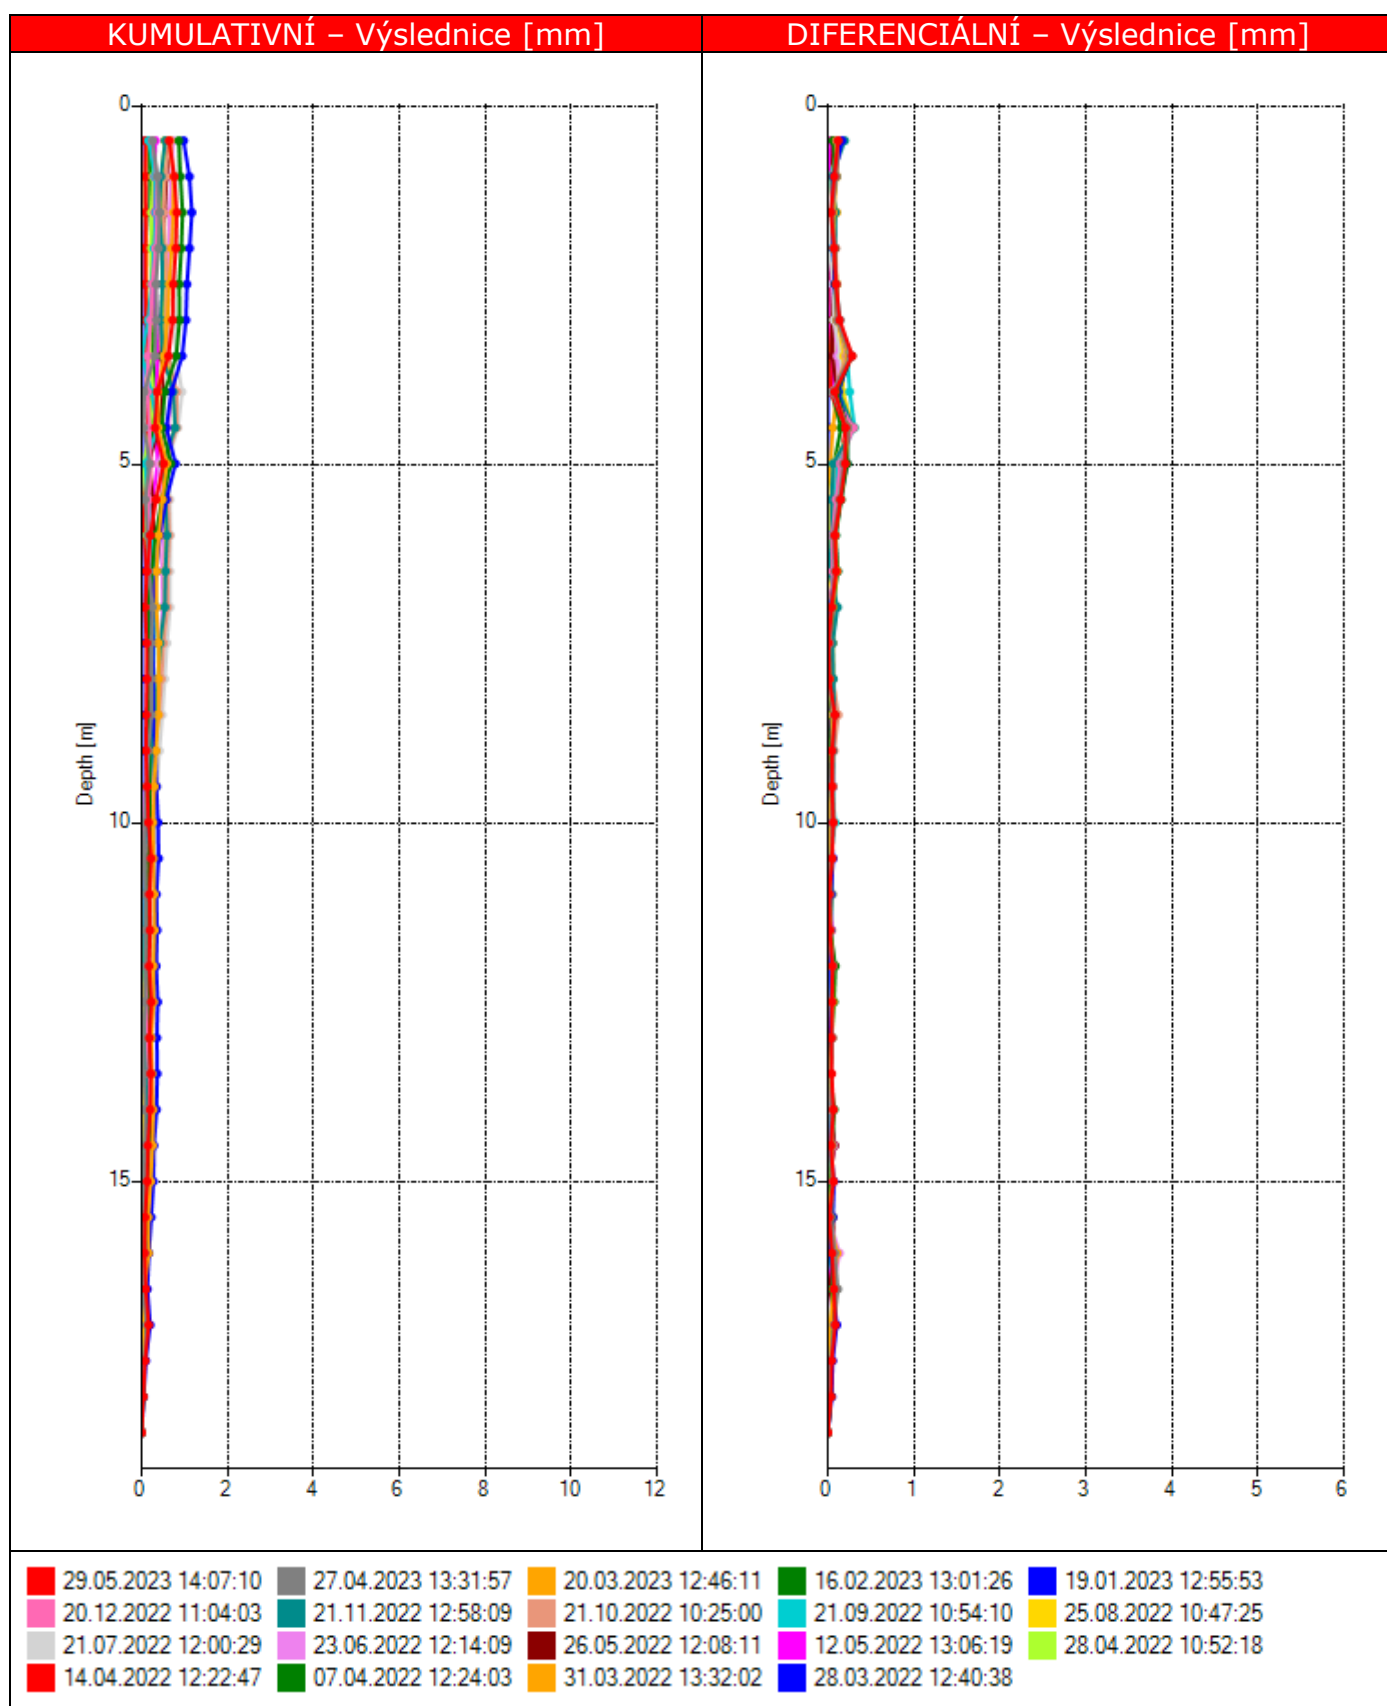 KUMULATIVNÍ – Výslednice [mm]
DIFERENCIÁLNÍ – Výslednice [mm]
0
5
10
15
Depth [m]
0 2 4 6 8 10 12
0
5
10
15
Depth [m]
0 1 2 3 4 5 6
29.05.2023 14:07:10 27.04.2023 13:31:57 20.03.2023 12:46:11 16.02.2023 13:01:26 19.01.2023 12:55:53
20.12.2022 11:04:03 21.11.2022 12:58:09 21.10.2022 10:25:00 21.09.2022 10:54:10 25.08.2022 10:47:25
21.07.2022 12:00:29 23.06.2022 12:14:09 26.05.2022 12:08:11 12.05.2022 13:06:19 28.04.2022 10:52:18
14.04.2022 12:22:47 07.04.2022 12:24:03 31.03.2022 13:32:02 28.03.2022 12:40:38